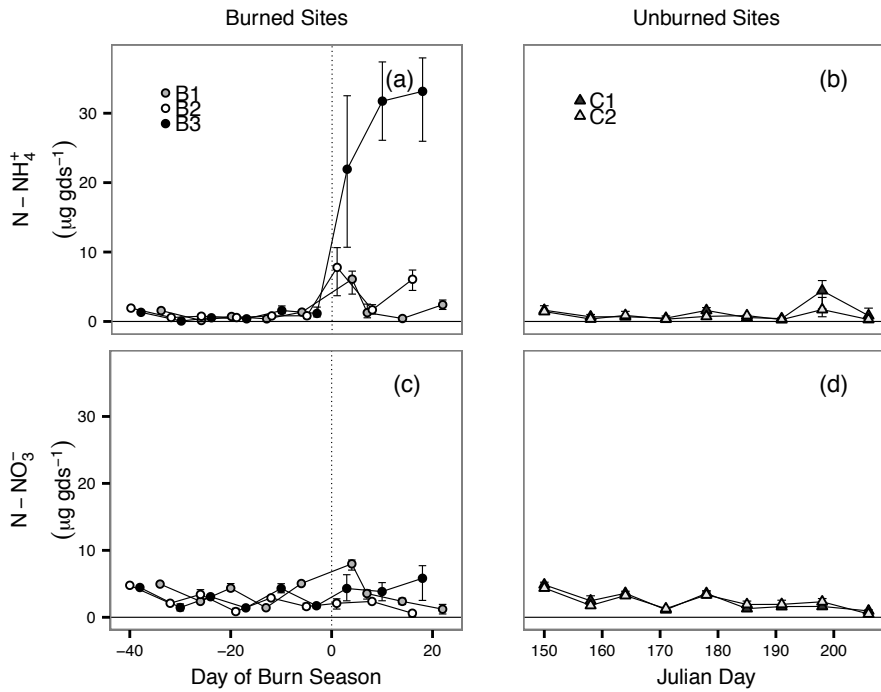 Burned Sites
Unburned Sites
(a)
(b)
B1
B2
B3
C1
C2
N − NH₄⁺
(μg gds⁻¹)
30
20
10
0
(c)
(d)
N − NO₃⁻
(μg gds⁻¹)
30
20
10
0
−40 −20 0 20
150 160 170 180 190 200
Day of Burn Season
Julian Day